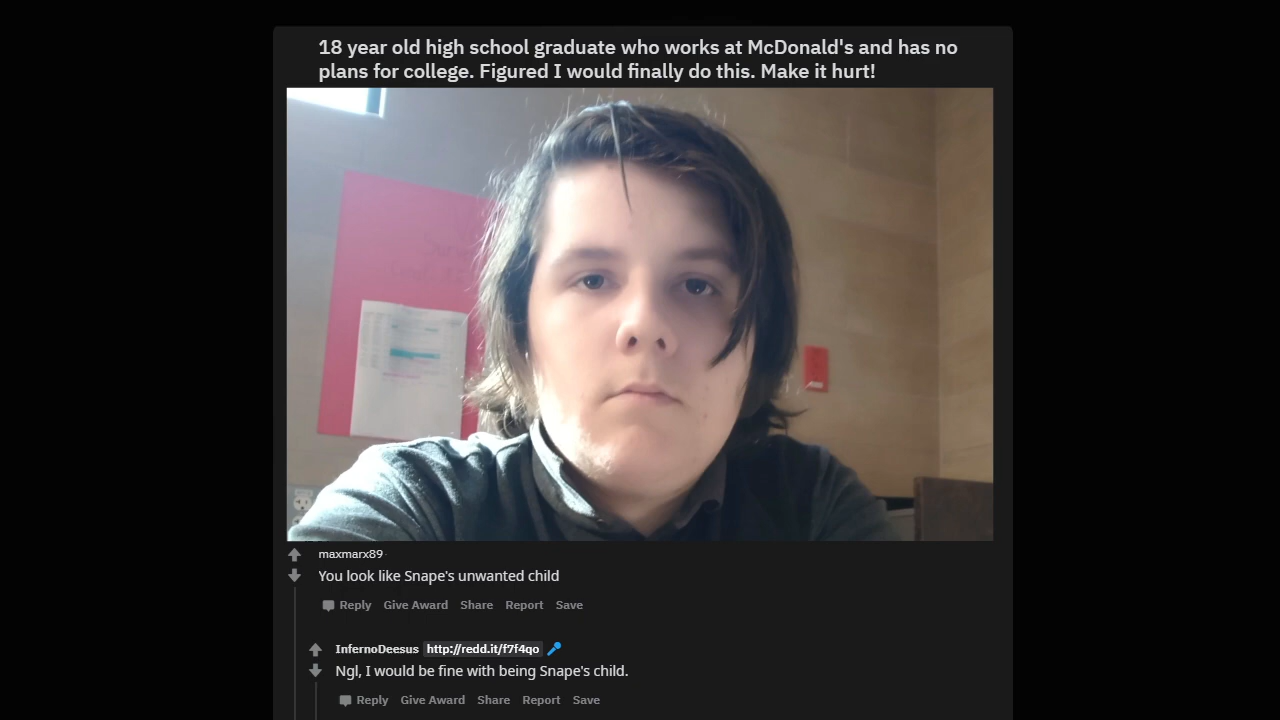 18 year old high school graduate who works at McDonald's and has no
plans for college. Figured I would finally do this. Make it hurt!
maxmarx89
You look like Snape's unwanted child
Reply Give Award Share Report Save
InfernoDeesus http://redd.it/f7f4qo
Ngl, I would be fine with being Snape's child.
Reply Give Award Share Report Save